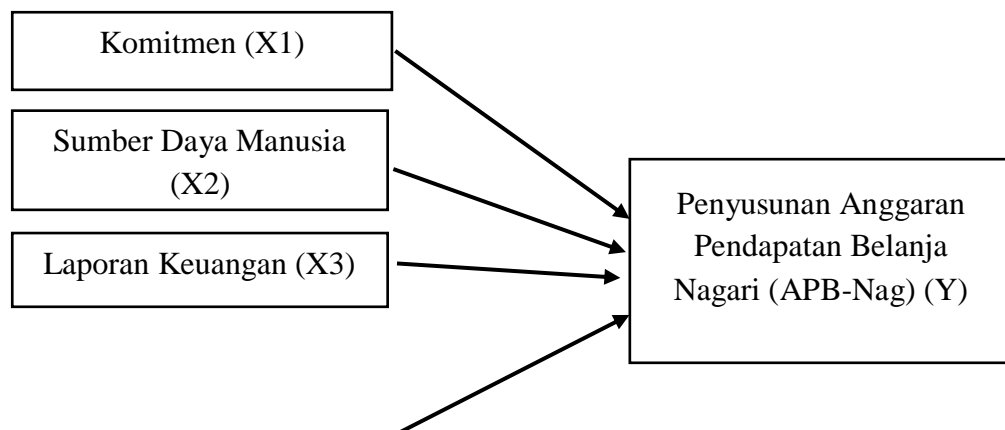 Komitmen (X1)
Sumber Daya Manusia
(X2)
Laporan Keuangan (X3)
Penyusunan Anggaran
Pendapatan Belanja
Nagari (APB-Nag) (Y)